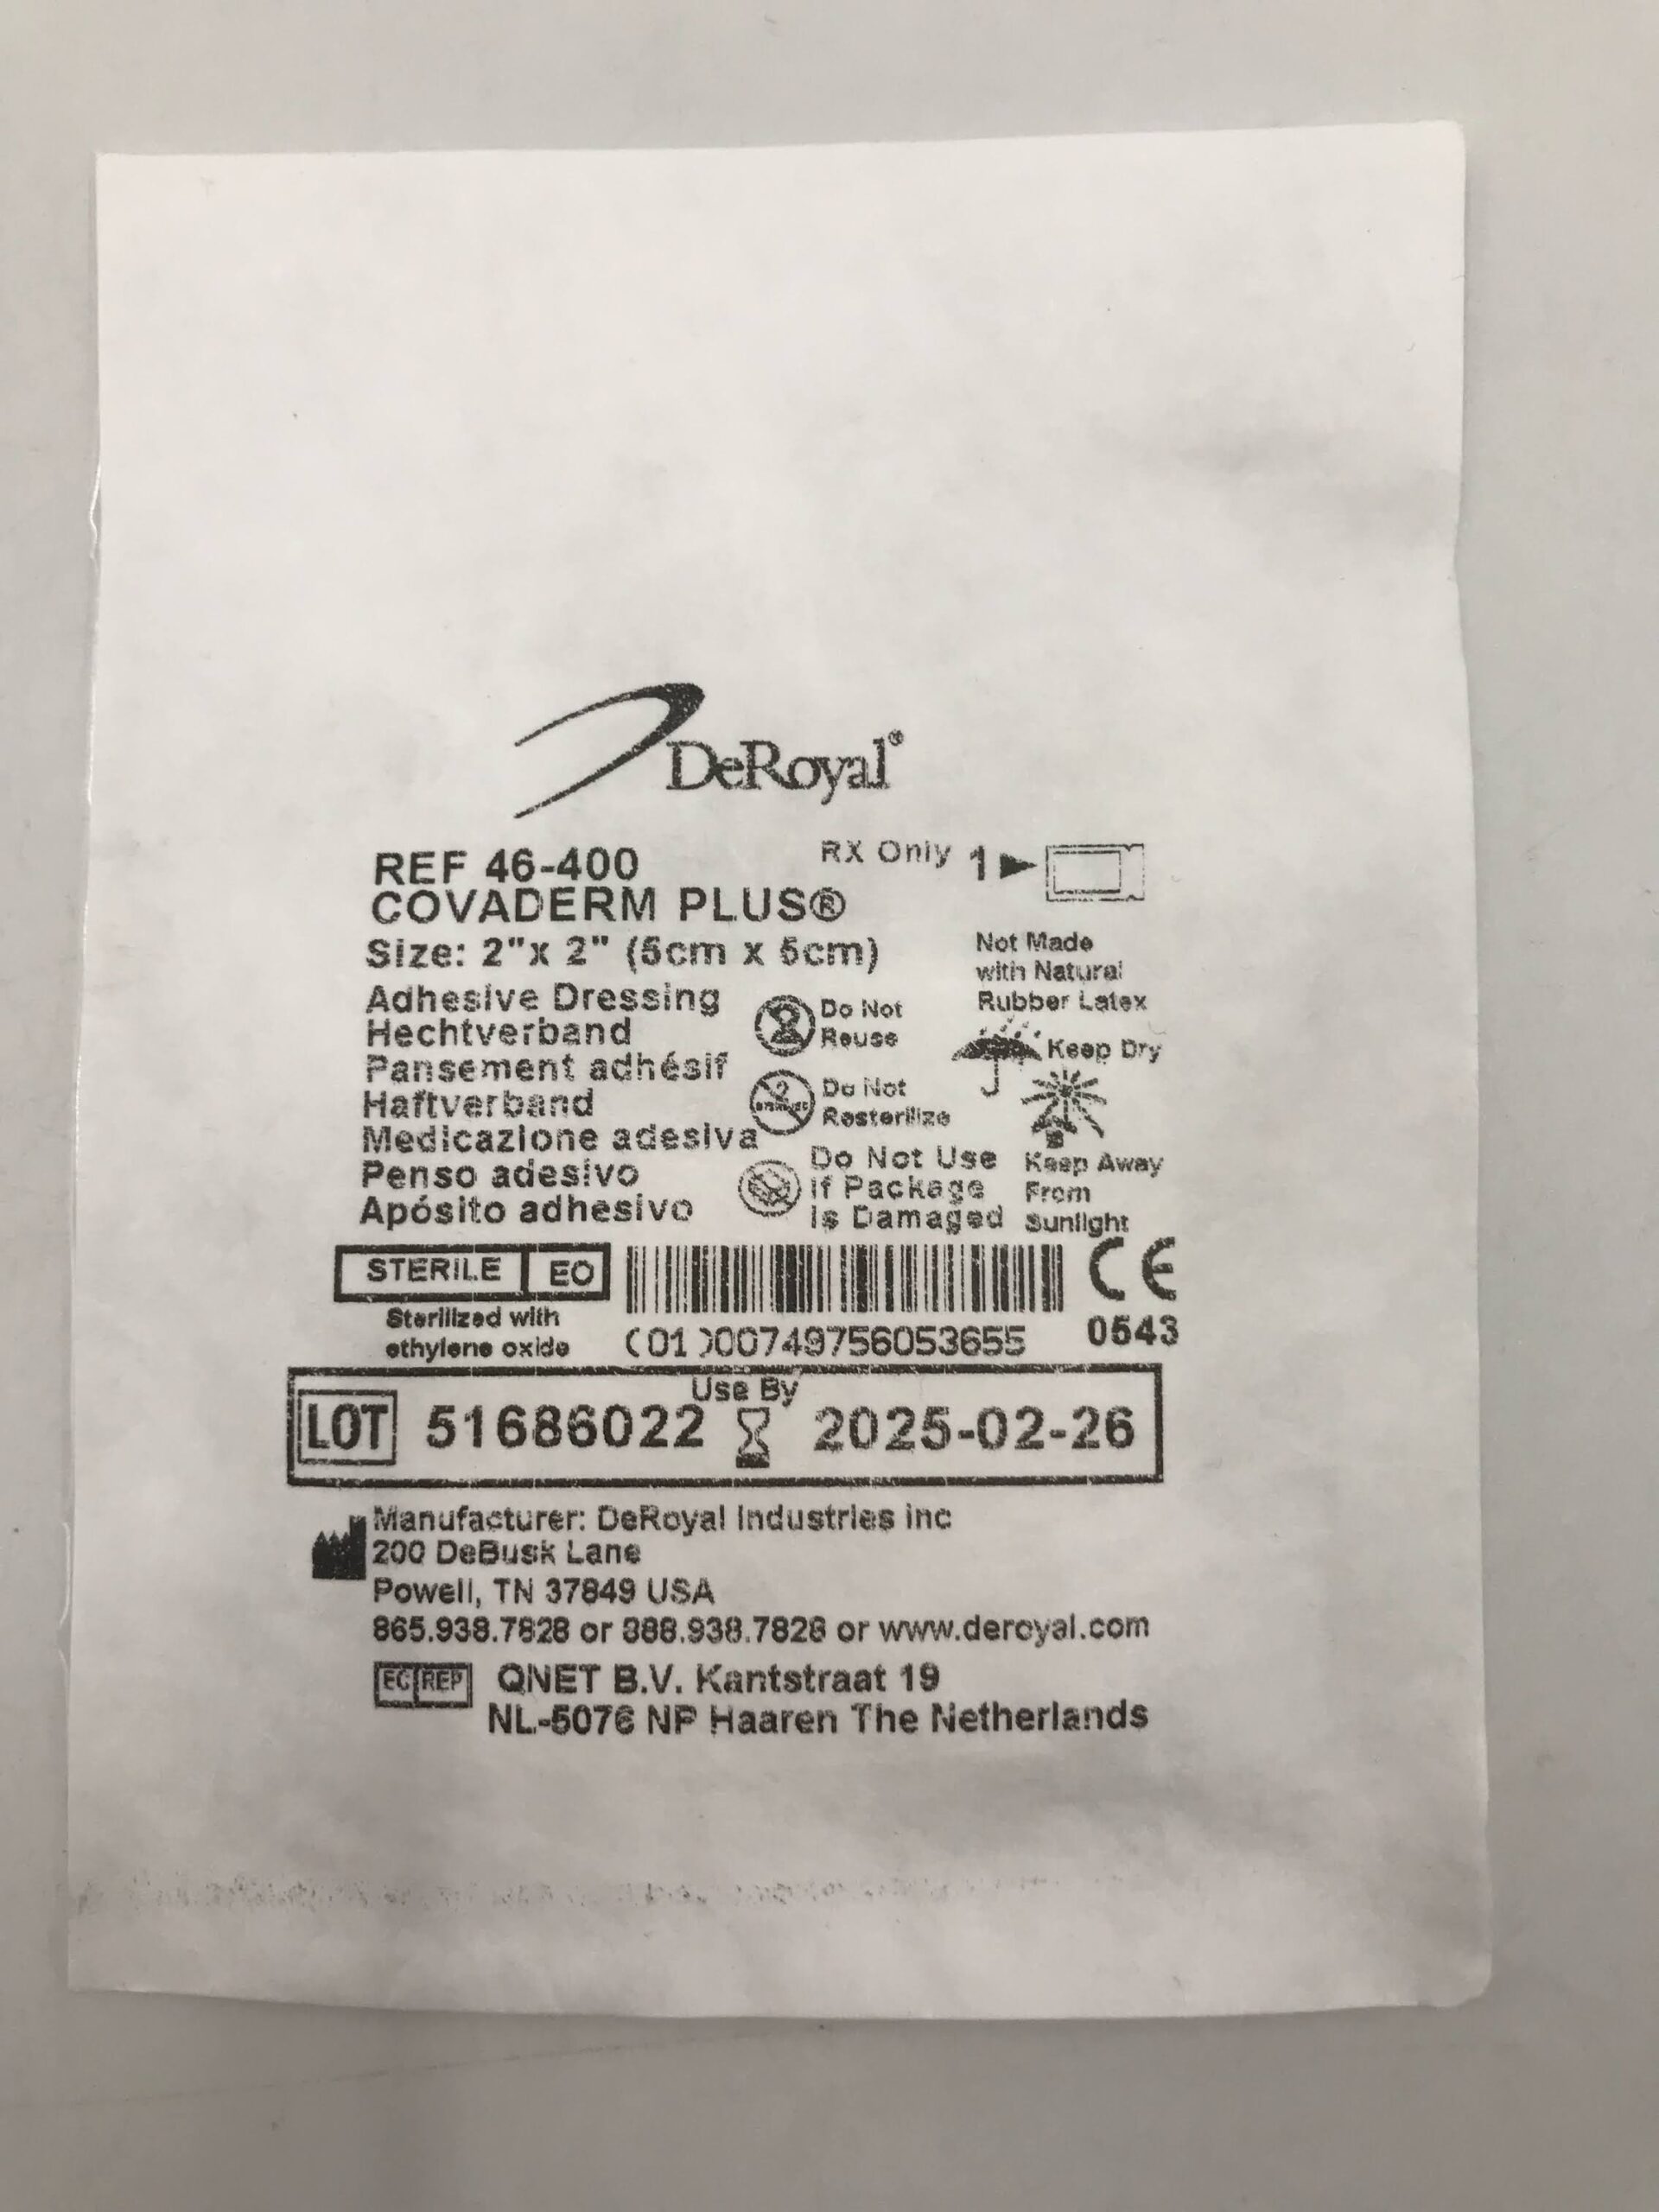 DeRoyal®
REF 46-400
RX Only 1
COVADERM PLUS®
Size: 2"x 2" (5cm x 5cm)
Not Made
with Natural
Rubber Latex
Adhesive Dressing
Hechtverband
Pansement adhésif
Haftverband
Medicazione adesiva
Penso adesivo
Apósito adhesivo
Do Not
Reuse
Keep Dry
Do Not
Resterilize
Do Not Use
if Package
is Damaged
Keep Away
From
Sunlight
STERILE EO
Sterilized with
ethylene oxide
(01)00749756053655
CE
0543
Use By
LOT 51686022 2025-02-26
Manufacturer: DeRoyal Industries Inc
200 DeBusk Lane
Powell, TN 37849 USA
865.938.7828 or 888.938.7828 or www.deroyal.com
EC REP QNET B.V. Kantstraat 19
NL-5076 NP Haaren The Netherlands